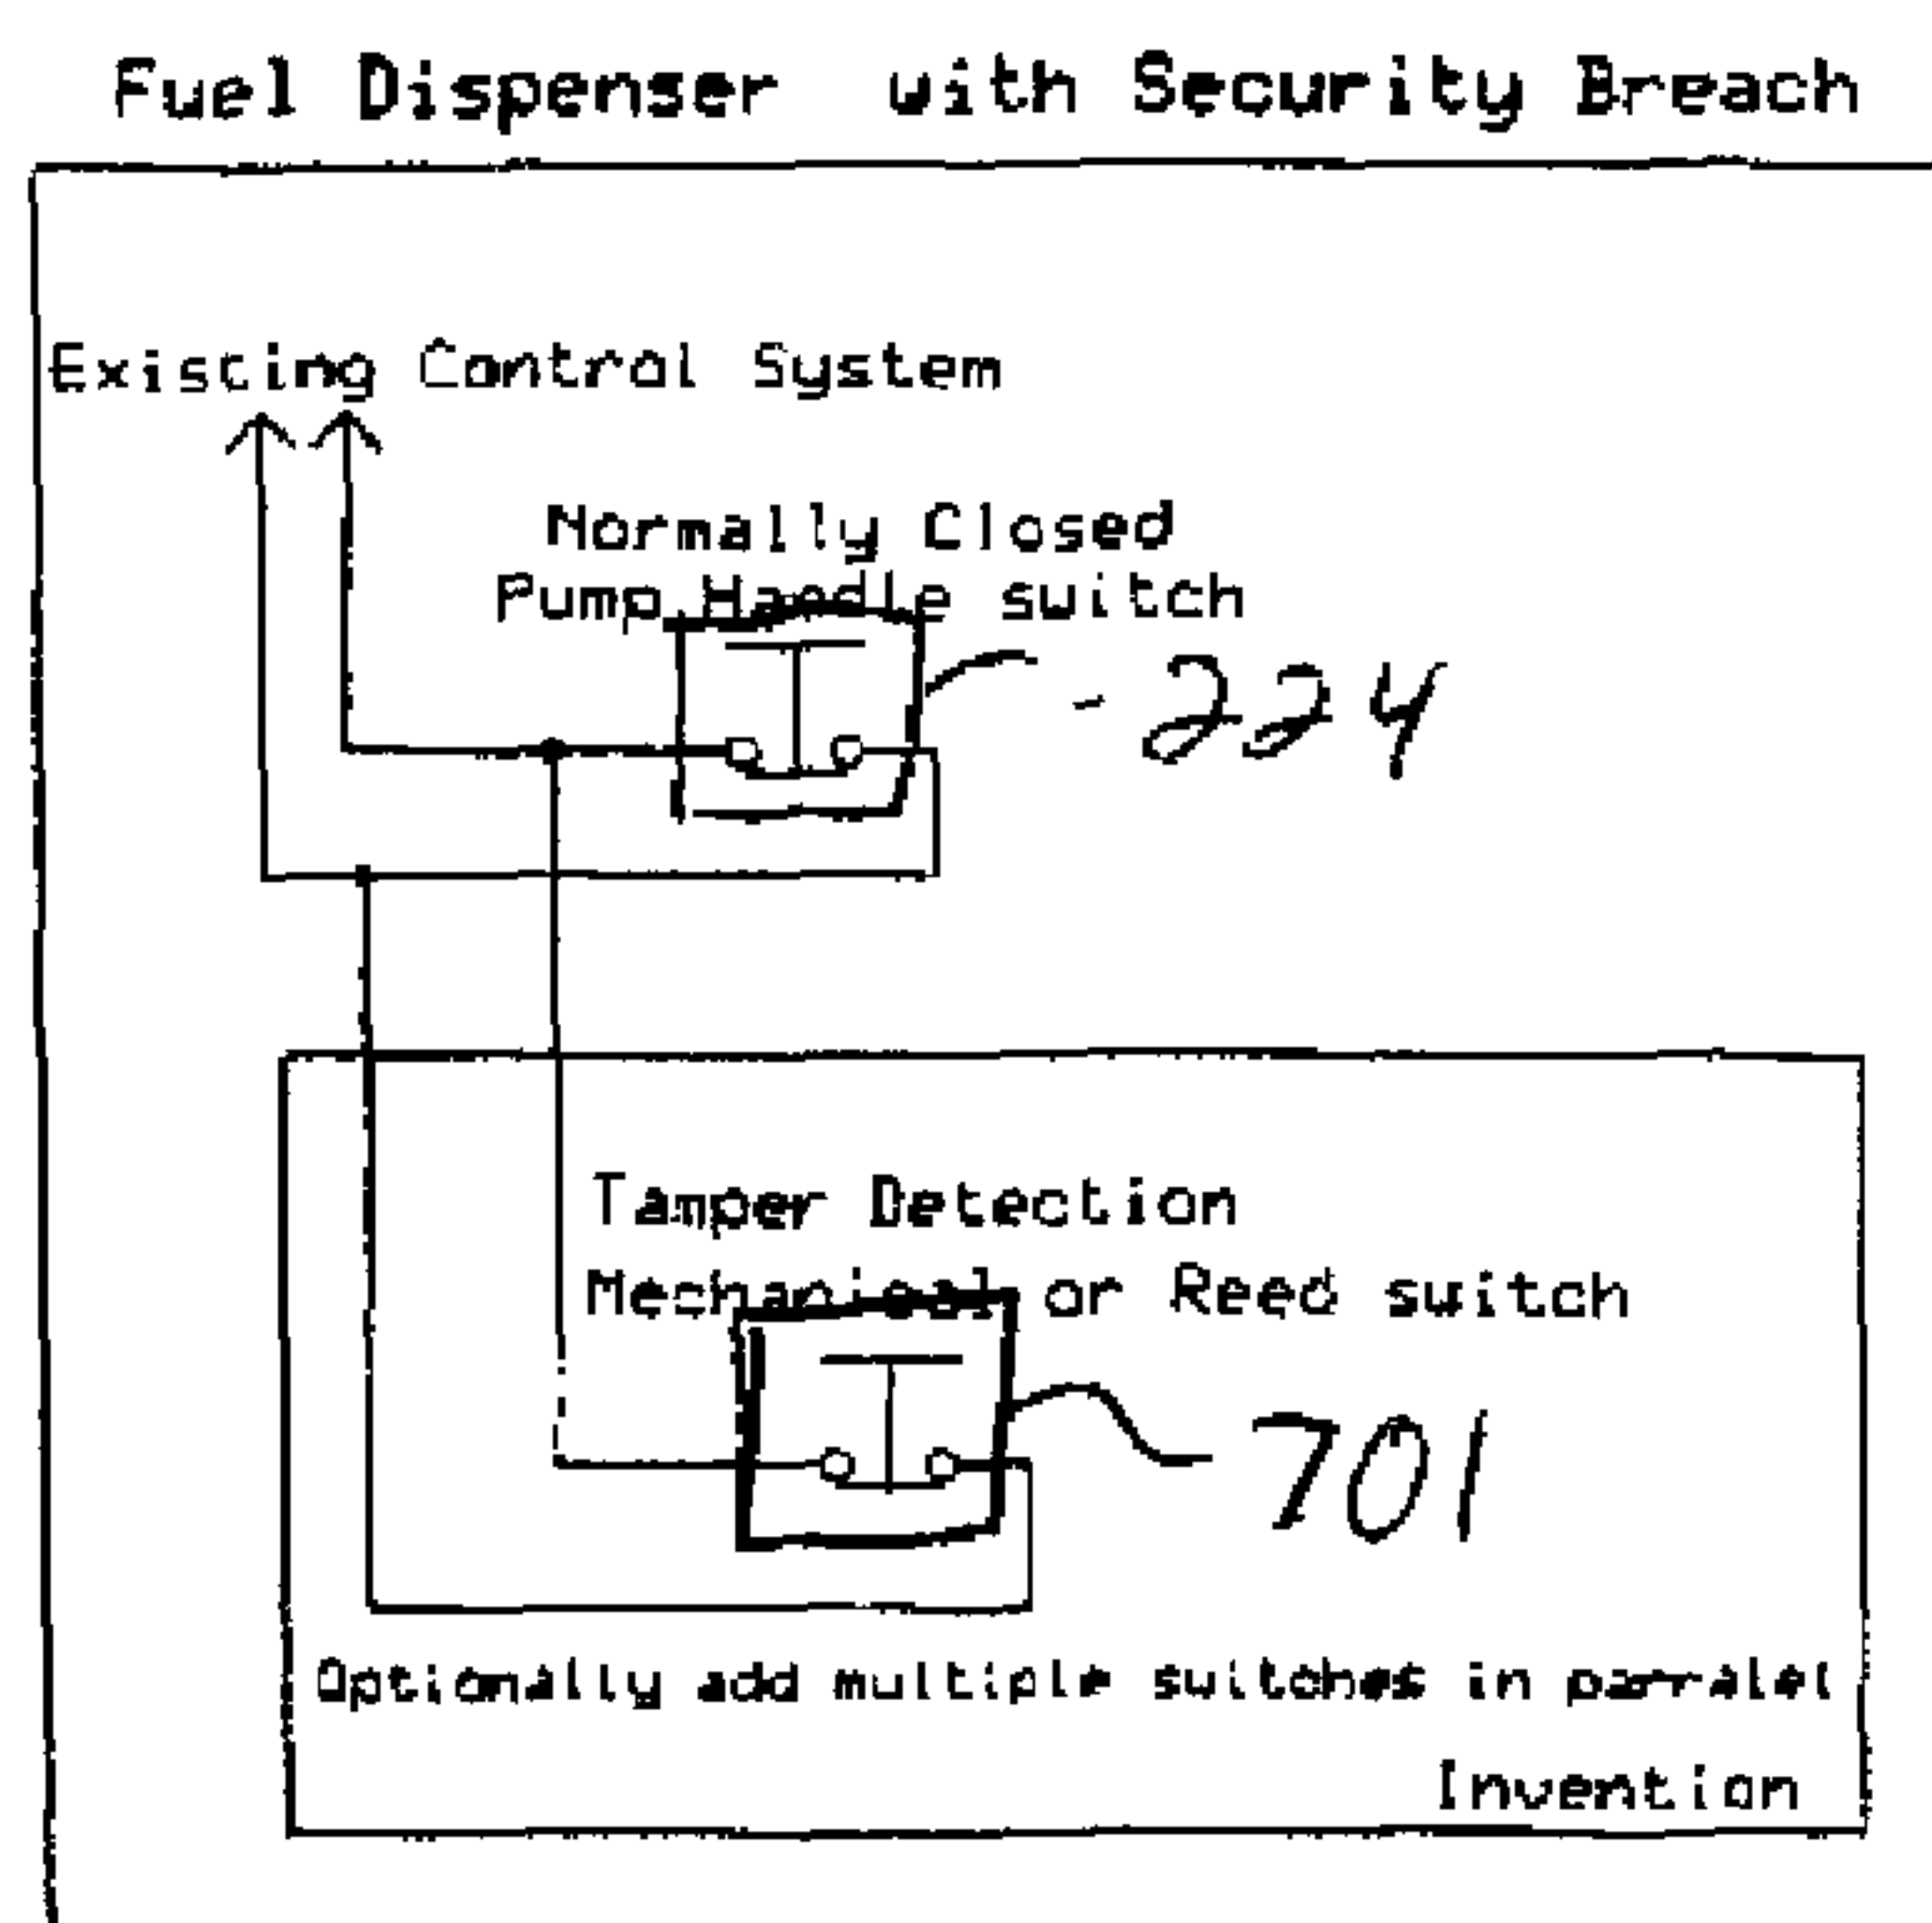 Fuel Dispenser with Security Breach
Existing Control System
Normally Closed
Pump Handle switch
224
Tamper Detection
Mechanical or Reed switch
701
Optionally add multiple switches in parralel
Invention